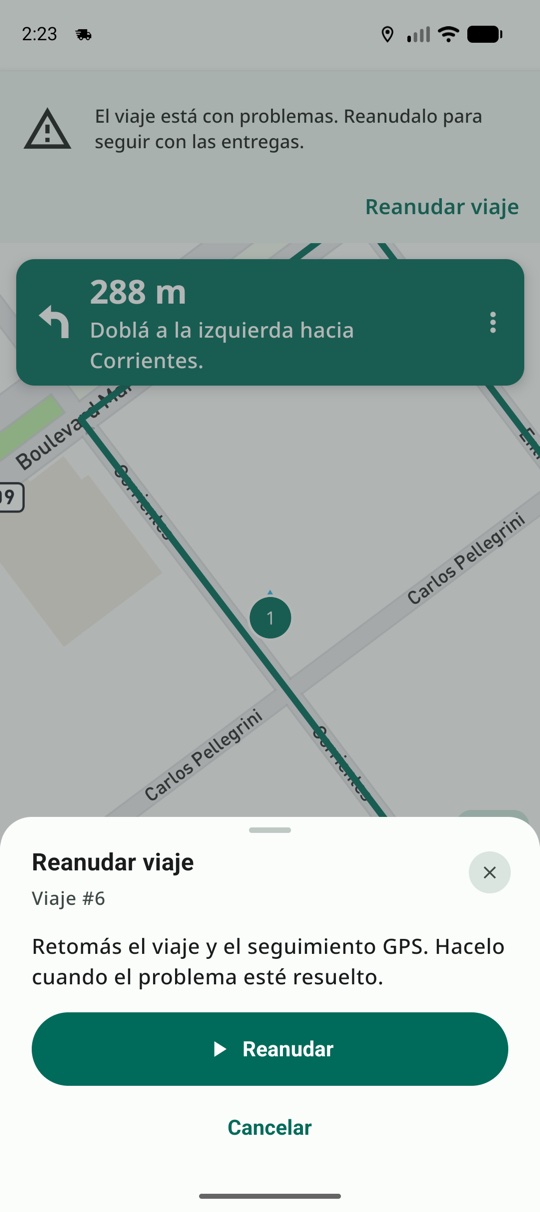 2:23
El viaje está con problemas. Reanudalo para
seguir con las entregas.
Reanudar viaje
288 m
Doblá a la izquierda hacia
Corrientes.
Corrientes
Carlos Pellegrini
1
Carlos Pellegrini
Corrientes
Reanudar viaje
Viaje #6
Retomás el viaje y el seguimiento GPS. Hacelo
cuando el problema esté resuelto.
Reanudar
Cancelar